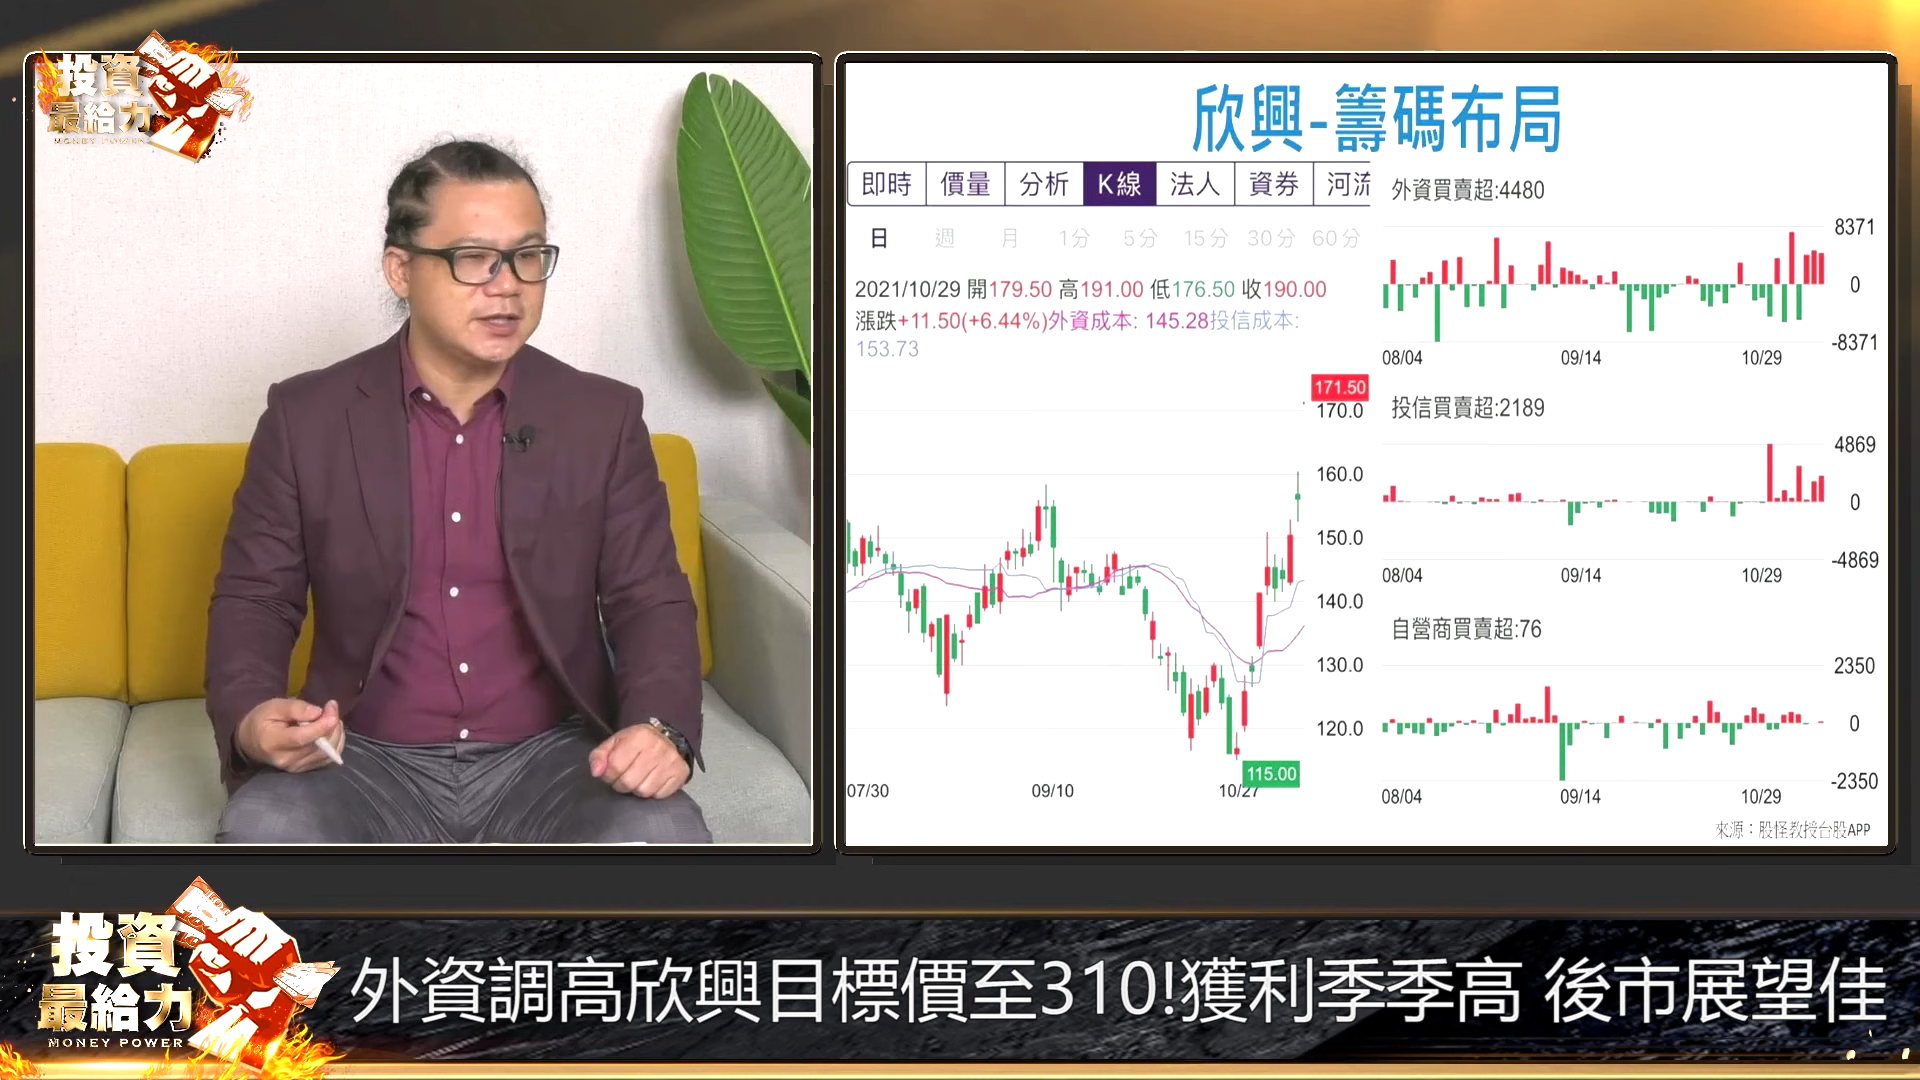 投資
最給力
MONEY POWER
欣興-籌碼布局
即時 價量 分析 K線 法人 資券 河流
日 週 月 1分 5分 15分 30分 60分
2021/10/29 開179.50 高191.00 低176.50 收190.00
漲跌+11.50(+6.44%)外資成本: 145.28投信成本:
153.73
171.50
170.0
160.0
150.0
140.0
130.0
120.0
115.00
07/30 09/10 10/27
外資買賣超:4480
8371
0
-8371
08/04 09/14 10/29
投信買賣超:2189
4869
0
-4869
08/04 09/14 10/29
自營商買賣超:76
2350
0
-2350
08/04 09/14 10/29
來源：股怪教授台股APP
投資
最給力
MONEY POWER
外資調高欣興目標價至310!獲利季季高 後市展望佳